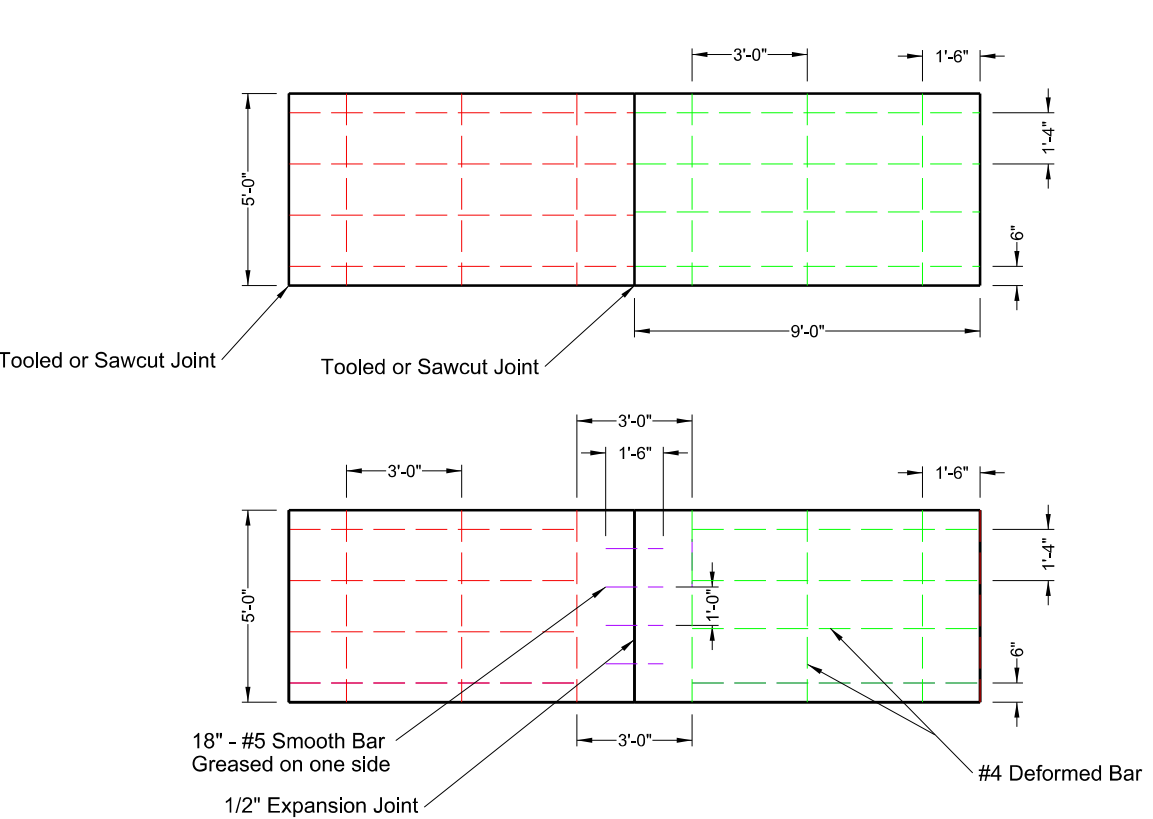 3'-0"
1'-6"
1'-4"
5'-0"
6"
9'-0"
Tooled or Sawcut Joint
Tooled or Sawcut Joint
3'-0"
1'-6"
3'-0"
1'-6"
1'-4"
5'-0"
1'-0"
6"
18" - #5 Smooth Bar
Greased on one side
3'-0"
#4 Deformed Bar
1/2" Expansion Joint